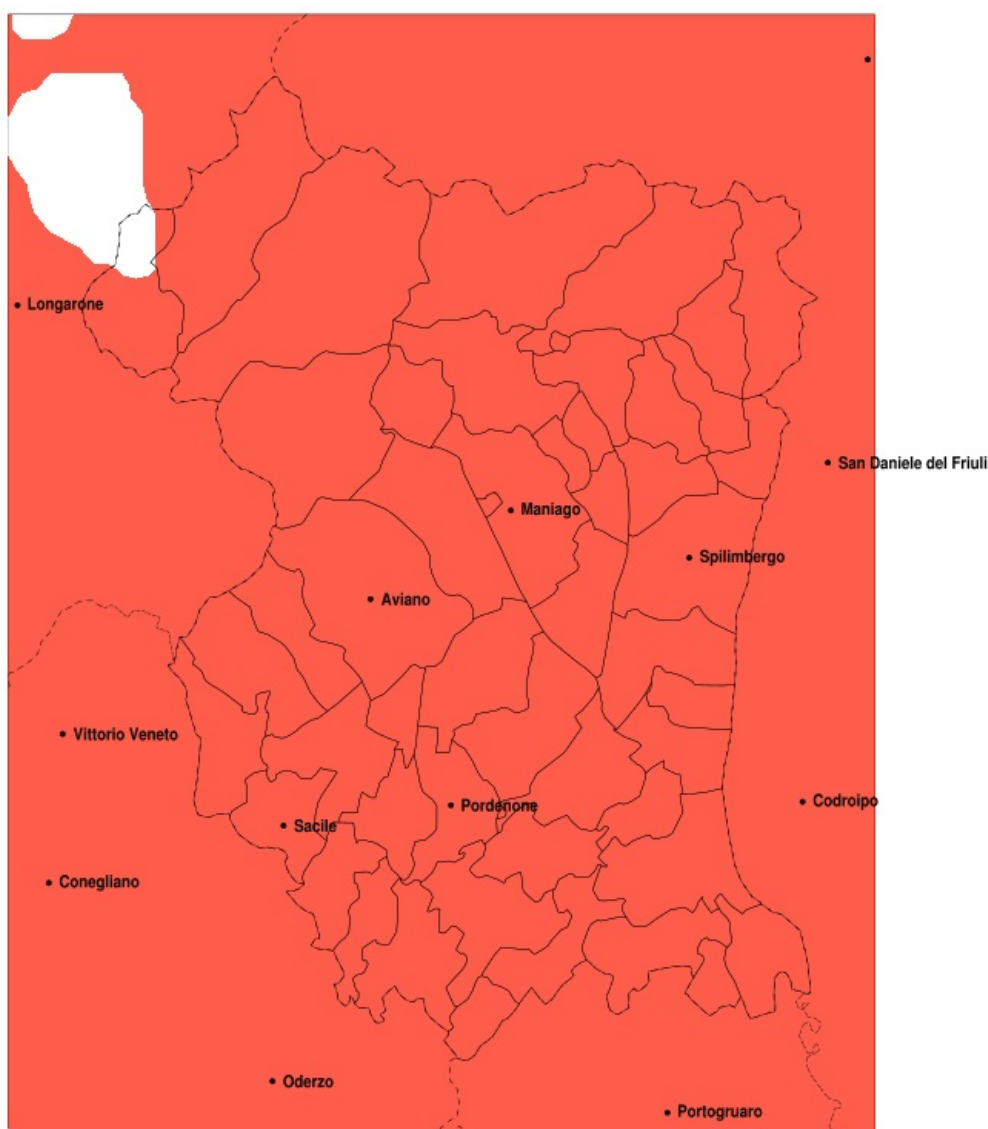 Longarone
San Daniele del Friuli
Maniago
Spilimbergo
Aviano
Vittorio Veneto
Pordenone
Codroipo
Sacile
Conegliano
Oderzo
Portogruaro